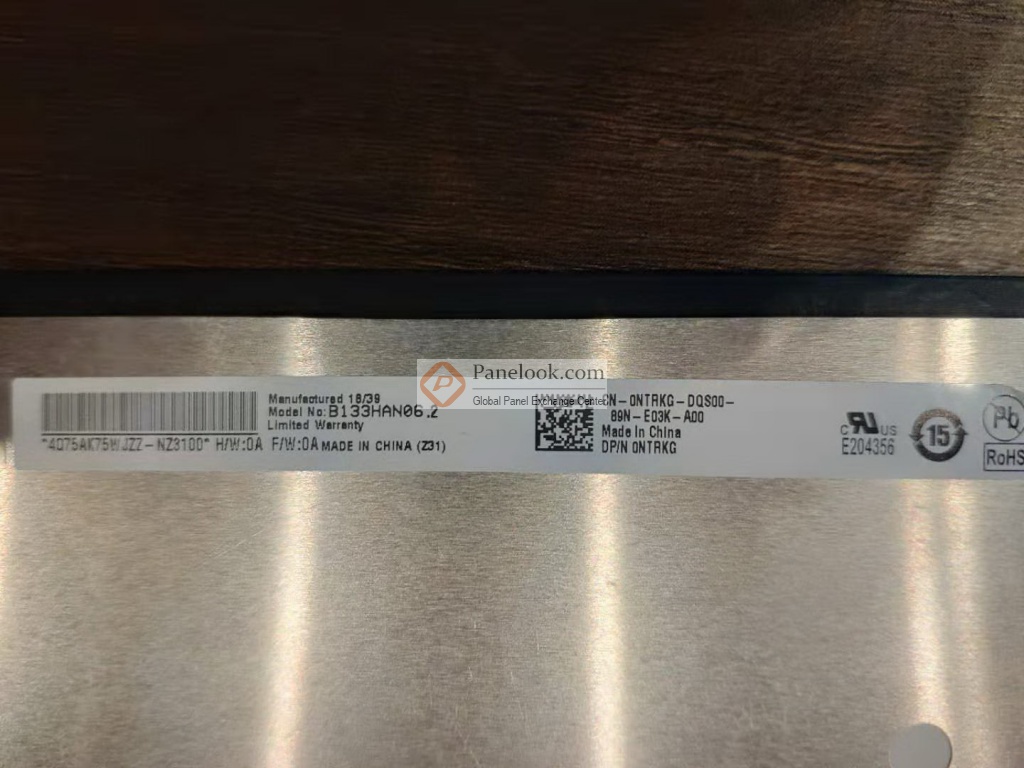 Manufactured 18/39
Model No: B133HAN06.2
Limited Warranty
"4075AK75WJZZ-NZ3100" H/W:0A F/W:0A MADE IN CHINA (Z31)
Panelook.com
Global Panel Exchange Center
CN-0NTRKG-DQS00-
89N-E03K-A00
Made in China
DP/N 0NTRKG
c US
E204356
15
Pb
RoHS